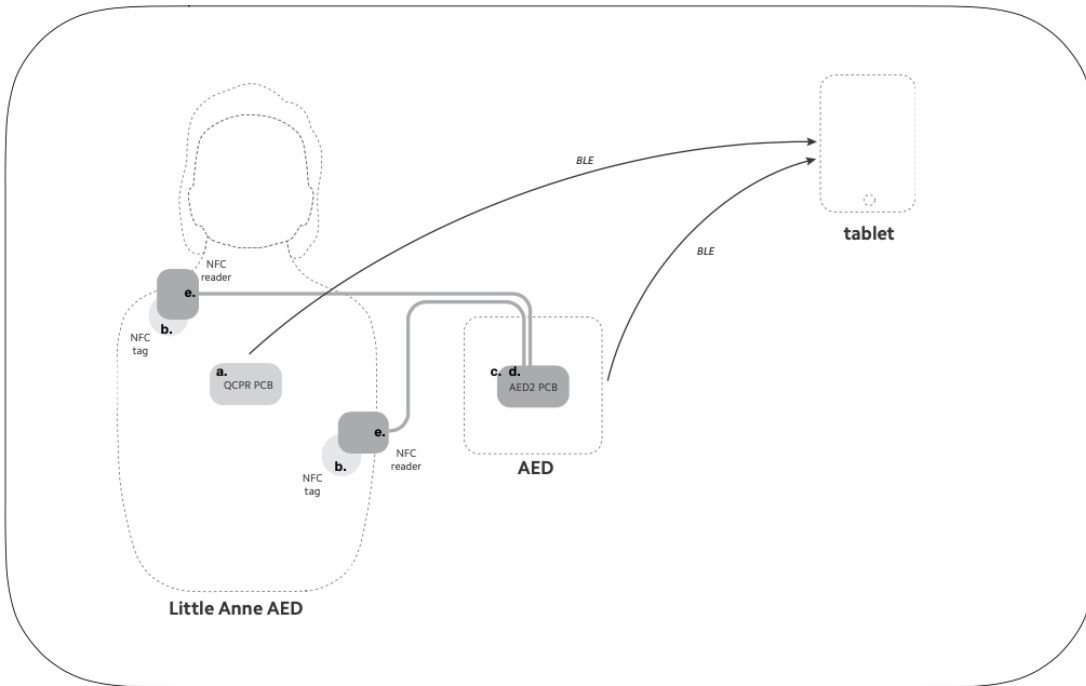 BLE
BLE
tablet
NFC
reader
e.
b.
NFC
tag
a.
QCPR PCB
c. d.
AED2 PCB
e.
NFC
reader
b.
NFC
tag
AED
Little Anne AED